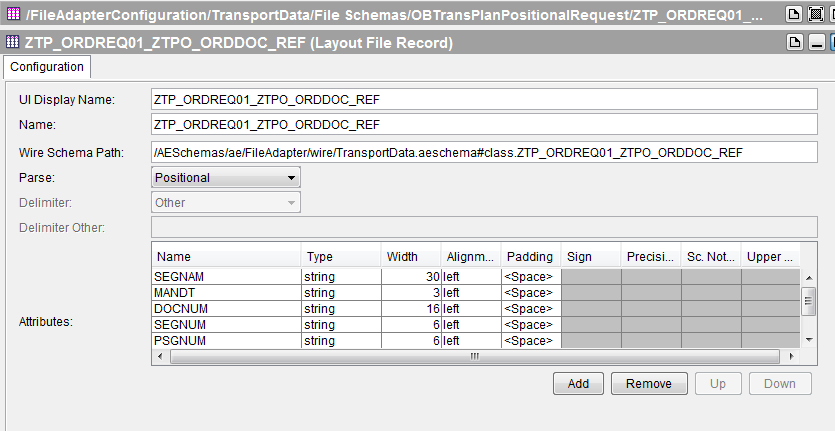 /FileAdapterConfiguration/TransportData/File Schemas/OBTransPlanPositionalRequest/ZTP_ORDREQ01_...
ZTP_ORDREQ01_ZTPO_ORDDOC_REF (Layout File Record)
Configuration
UI Display Name: ZTP_ORDREQ01_ZTPO_ORDDOC_REF
Name: ZTP_ORDREQ01_ZTPO_ORDDOC_REF
Wire Schema Path: /AESchemas/ae/FileAdapter/wire/TransportData.aeschema#class.ZTP_ORDREQ01_ZTPO_ORDDOC_REF
Parse: Positional
Delimiter: Other
Delimiter Other:
Name Type Width Alignm... Padding Sign Precisi... Sc. Not... Upper ...
SEGNAM string 30 left <Space>
MANDT string 3 left <Space>
DOCNUM string 16 left <Space>
Attributes:
SEGNUM string 6 left <Space>
PSGNUM string 6 left <Space>
Add Remove Up Down